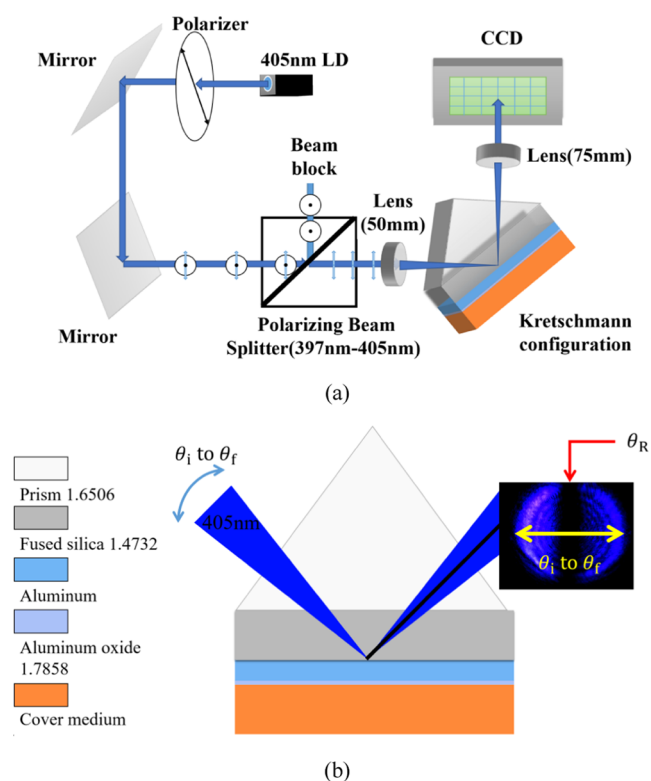 Polarizer
Mirror
405nm LD
CCD
Beam
block
Lens
(50mm)
Lens(75mm)
Mirror
Polarizing Beam
Splitter(397nm-405nm)
Kretschmann
configuration
(a)
θi to θf
θR
405nm
θi to θf
Prism 1.6506
Fused silica 1.4732
Aluminum
Aluminum oxide
1.7858
Cover medium
(b)